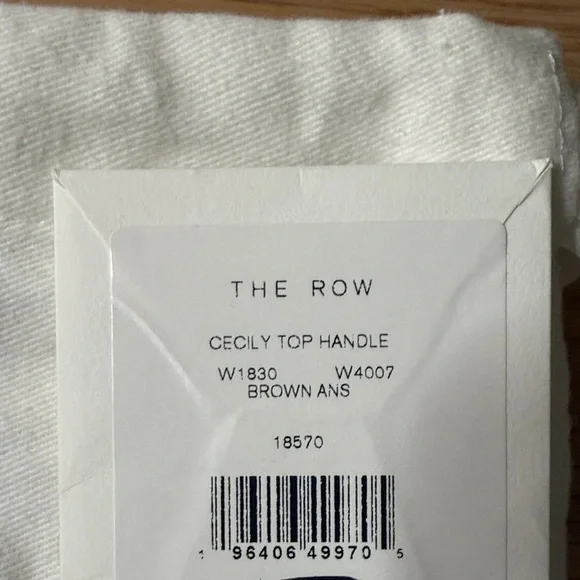 THE ROW
CECILY TOP HANDLE
W1830 W4007
BROWN ANS
18570
1 96406 49970 5